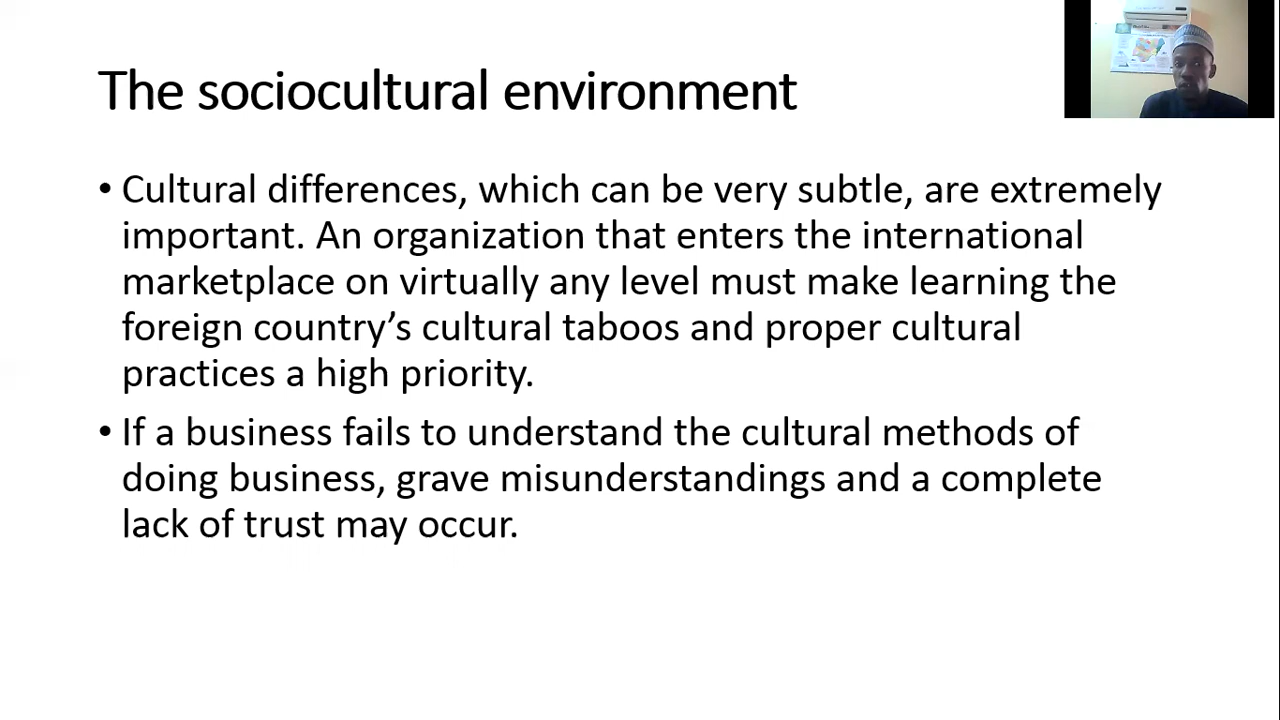 The sociocultural environment
• Cultural differences, which can be very subtle, are extremely
important. An organization that enters the international
marketplace on virtually any level must make learning the
foreign country’s cultural taboos and proper cultural
practices a high priority.
• If a business fails to understand the cultural methods of
doing business, grave misunderstandings and a complete
lack of trust may occur.